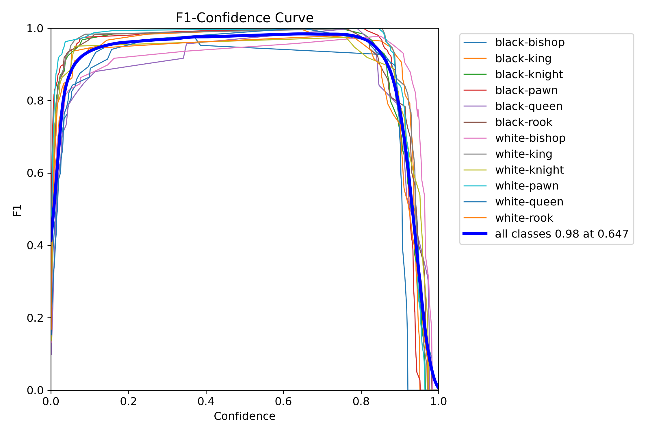 F1-Confidence Curve
1.0
0.8
0.6
0.4
0.2
0.0
F1
0.0 0.2 0.4 0.6 0.8 1.0
Confidence
black-bishop
black-king
black-knight
black-pawn
black-queen
black-rook
white-bishop
white-king
white-knight
white-pawn
white-queen
white-rook
all classes 0.98 at 0.647